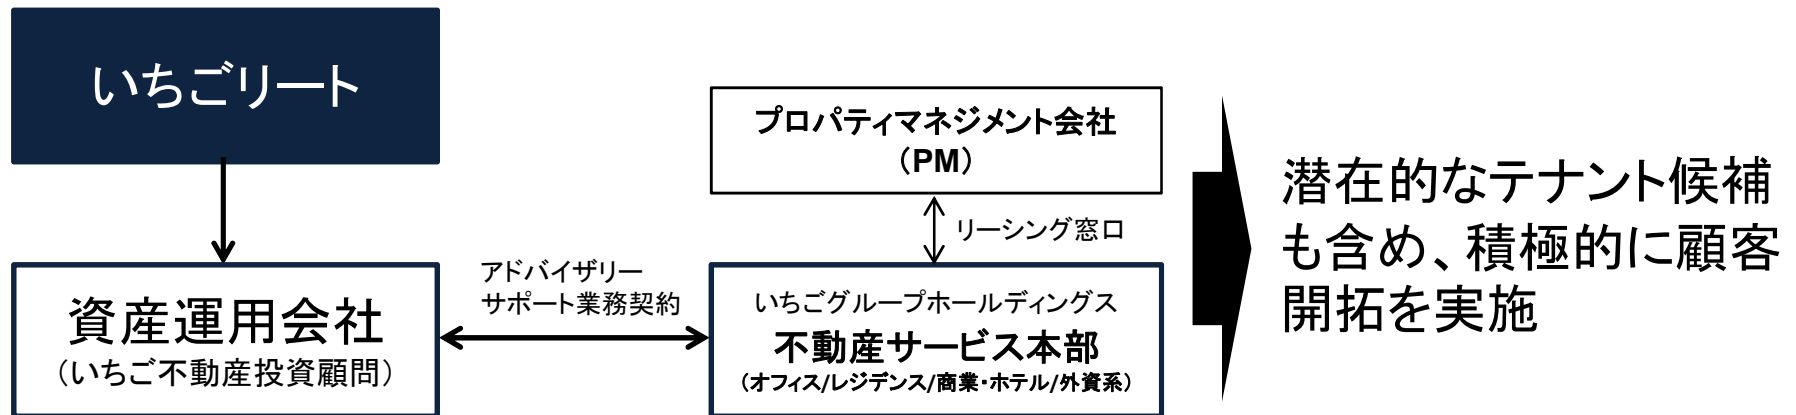 いちごリート
プロパティマネジメント会社
（PM）
リーシング窓口
アドバイザリー
サポート業務契約
資産運用会社
（いちご不動産投資顧問）
いちごグループホールディングス
不動産サービス本部
（オフィス/レジデンス/商業・ホテル/外資系）
潜在的なテナント候補
も含め、積極的に顧客
開拓を実施